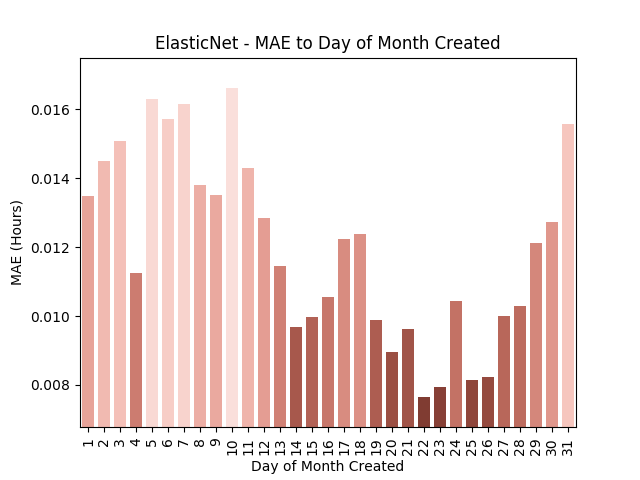 ElasticNet - MAE to Day of Month Created
MAE (Hours)
0.016
0.014
0.012
0.010
0.008
1 2 3 4 5 6 7 8 9 10 11 12 13 14 15 16 17 18 19 20 21 22 23 24 25 26 27 28 29 30 31
Day of Month Created